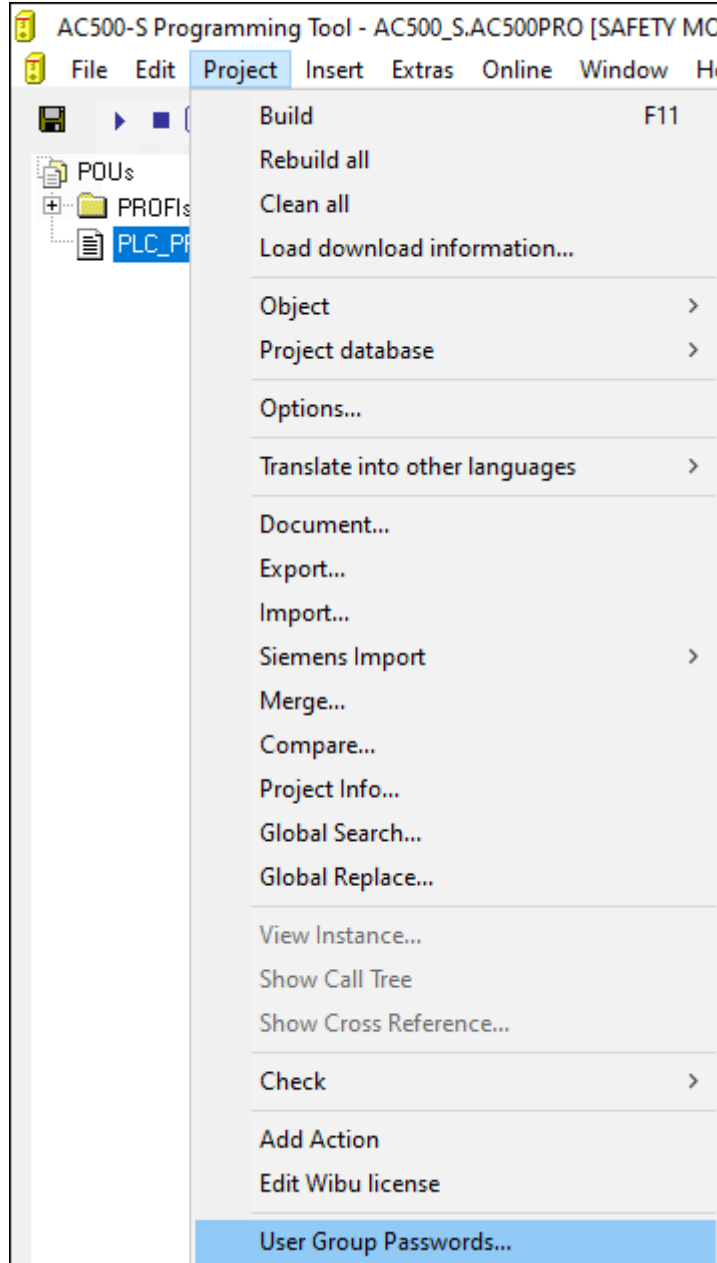 AC500-S Programming Tool - AC500_S.AC500PRO [SAFETY MO
File Edit Project Insert Extras Online Window
POUs
PROFIs
PLC_PR
Build F11
Rebuild all
Clean all
Load download information...
Object
Project database
Options...
Translate into other languages
Document...
Export...
Import...
Siemens Import
Merge...
Compare...
Project Info...
Global Search...
Global Replace...
View Instance...
Show Call Tree
Show Cross Reference...
Check
Add Action
Edit Wibu license
User Group Passwords...